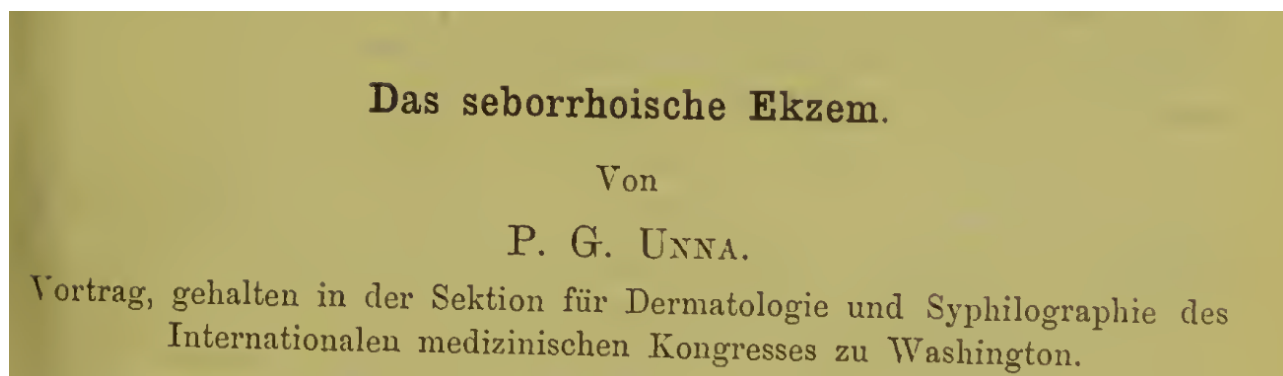 Das seborrhoische Ekzem.
Von
P. G. UNNA.
Vortrag, gehalten in der Sektion für Dermatologie und Syphilographie des
Internationalen medizinischen Kongresses zu Washington.